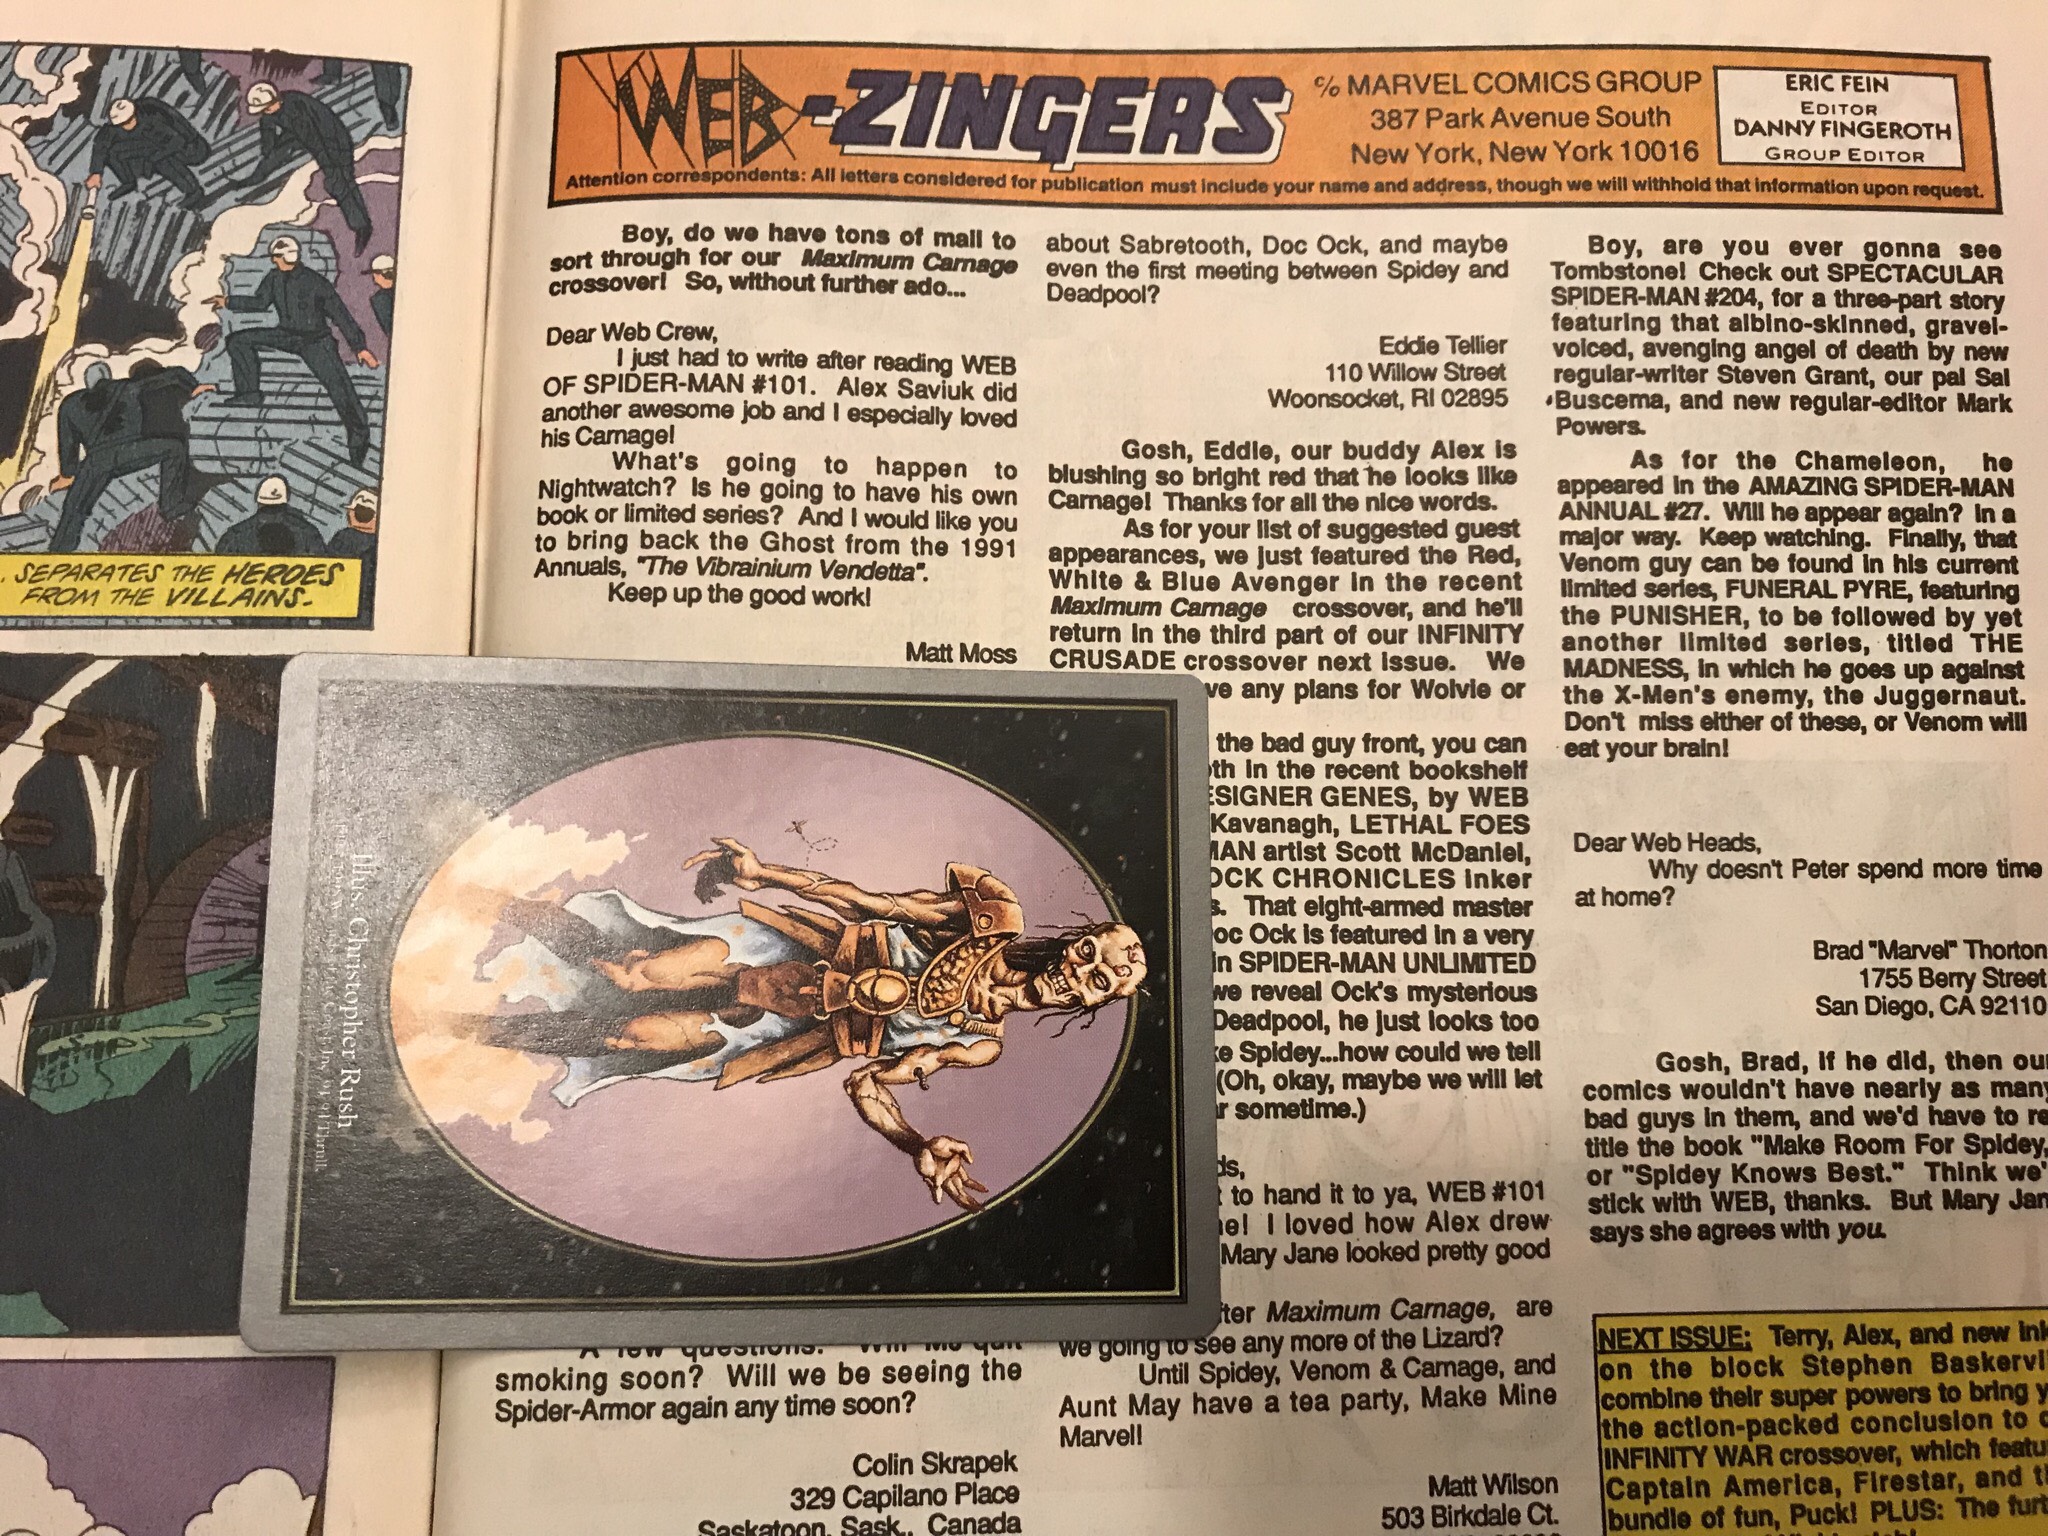 . SEPARATES THE HEROES
FROM THE VILLAINS.
WEB-ZINGERS
℅ MARVEL COMICS GROUP
387 Park Avenue South
New York, New York 10016
ERIC FEIN
EDITOR
DANNY FINGEROTH
GROUP EDITOR
Attention correspondents: All letters considered for publication must include your name and address, though we will withhold that information upon request.
Boy, do we have tons of mail to
sort through for our Maximum Carnage
crossover! So, without further ado...
Dear Web Crew,
I just had to write after reading WEB
OF SPIDER-MAN #101. Alex Saviuk did
another awesome job and I especially loved
his Carnage!
What's going to happen to
Nightwatch? Is he going to have his own
book or limited series? And I would like you
to bring back the Ghost from the 1991
Annuals, "The Vibrainium Vendetta".
Keep up the good work!
Matt Moss
Illus. Christopher Rush
A few questions: Will MJ quit
smoking soon? Will we be seeing the
Spider-Armor again any time soon?
Colin Skrapek
329 Capilano Place
Saskatoon, Sask., Canada
about Sabretooth, Doc Ock, and maybe
even the first meeting between Spidey and
Deadpool?
Eddie Tellier
110 Willow Street
Woonsocket, RI 02895
Gosh, Eddie, our buddy Alex is
blushing so bright red that he looks like
Carnage! Thanks for all the nice words.
As for your list of suggested guest
appearances, we just featured the Red,
White & Blue Avenger in the recent
Maximum Carnage crossover, and he'll
return in the third part of our INFINITY
CRUSADE crossover next issue. We
ve any plans for Wolvie or
the bad guy front, you can
th in the recent bookshelf
ESIGNER GENES, by WEB
Kavanagh, LETHAL FOES
MAN artist Scott McDaniel,
OCK CHRONICLES inker
s. That eight-armed master
oc Ock is featured in a very
in SPIDER-MAN UNLIMITED
we reveal Ock's mysterious
Deadpool, he just looks too
e Spidey...how could we tell
(Oh, okay, maybe we will let
r sometime.)
ds,
to hand it to ya, WEB #101
e! I loved how Alex drew
Mary Jane looked pretty good
fter Maximum Carnage, are
we going to see any more of the Lizard?
Until Spidey, Venom & Carnage, and
Aunt May have a tea party, Make Mine
Marvel!
Matt Wilson
503 Birkdale Ct.
Boy, are you ever gonna see
Tombstone! Check out SPECTACULAR
SPIDER-MAN #204, for a three-part story
featuring that albino-skinned, gravel-
voiced, avenging angel of death by new
regular-writer Steven Grant, our pal Sal
Buscema, and new regular-editor Mark
Powers.
As for the Chameleon, he
appeared in the AMAZING SPIDER-MAN
ANNUAL #27. Will he appear again? In a
major way. Keep watching. Finally, that
Venom guy can be found in his current
limited series, FUNERAL PYRE, featuring
the PUNISHER, to be followed by yet
another limited series, titled THE
MADNESS, in which he goes up against
the X-Men's enemy, the Juggernaut.
Don't miss either of these, or Venom will
eat your brain!
Dear Web Heads,
Why doesn't Peter spend more time
at home?
Brad "Marvel" Thorton
1755 Berry Street
San Diego, CA 92110
Gosh, Brad, if he did, then our
comics wouldn't have nearly as many
bad guys in them, and we'd have to re
title the book "Make Room For Spidey,
or "Spidey Knows Best." Think we'
stick with WEB, thanks. But Mary Jan
says she agrees with you.
NEXT ISSUE: Terry, Alex, and new ink
on the block Stephen Baskervi
combine their super powers to bring y
the action-packed conclusion to o
INFINITY WAR crossover, which featu
Captain America, Firestar, and th
bundle of fun, Puck! PLUS: The furt